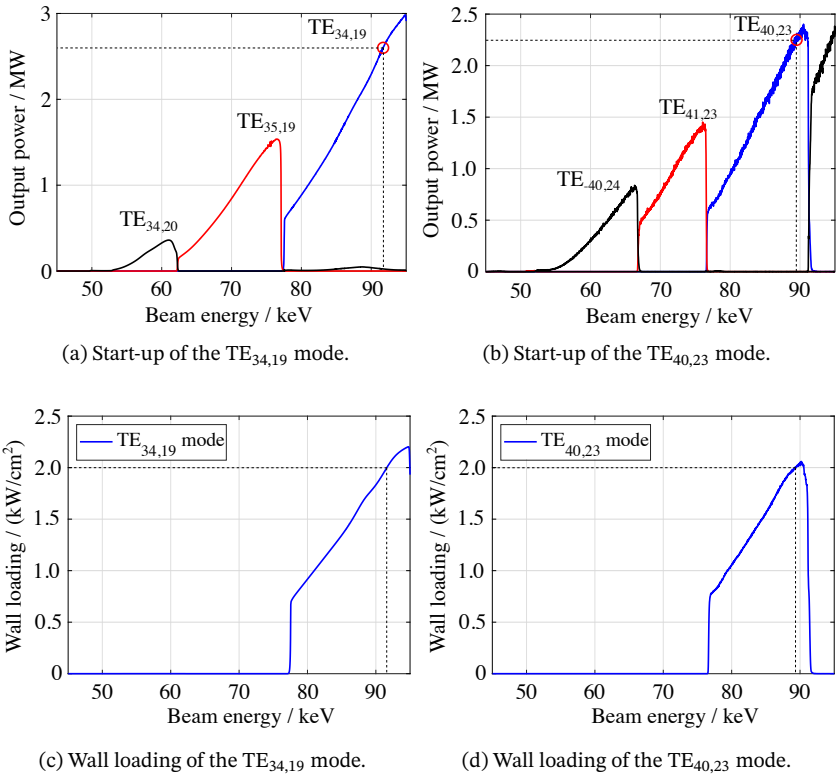 3
2
1
0
50
60
70
80
90
Output power / MW
Beam energy / keV
TE34,19
TE35,19
TE34,20
(a) Start-up of the TE34,19 mode.
2.5
2.0
1.5
1.0
0.5
0
50
60
70
80
90
Output power / MW
Beam energy / keV
TE40,23
TE41,23
TE-40,24
(b) Start-up of the TE40,23 mode.
2.5
2.0
1.5
1.0
0.5
0
50
60
70
80
90
Wall loading / (kW/cm²)
Beam energy / keV
TE34,19 mode
(c) Wall loading of the TE34,19 mode.
2.5
2.0
1.5
1.0
0.5
0
50
60
70
80
90
Wall loading / (kW/cm²)
Beam energy / keV
TE40,23 mode
(d) Wall loading of the TE40,23 mode.